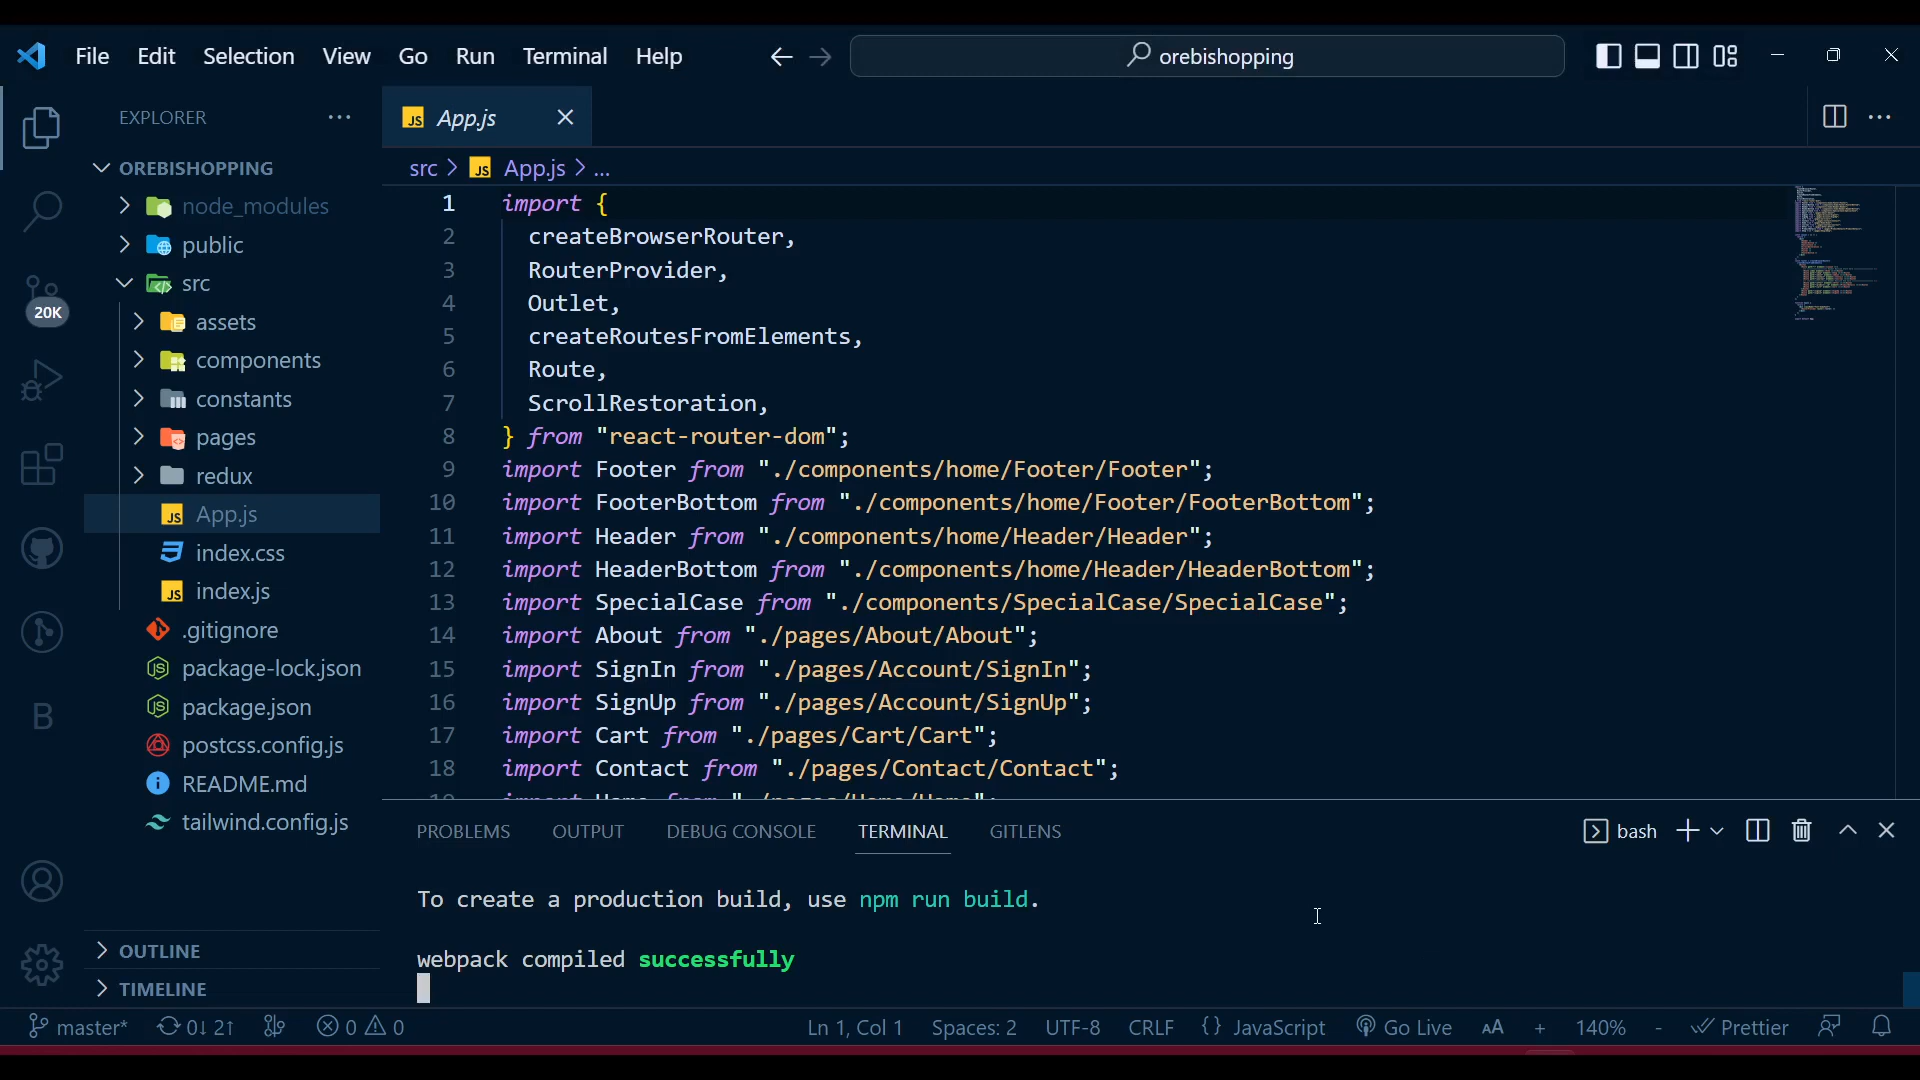 File Edit Selection View Go Run Terminal Help
orebishopping
EXPLORER
OREBISHOPPING
node_modules
public
src
assets
components
constants
pages
redux
App.js
index.css
index.js
.gitignore
package-lock.json
package.json
postcss.config.js
README.md
tailwind.config.js
OUTLINE
TIMELINE
20K
B
App.js
src > JS App.js > ...
1 import {
2 createBrowserRouter,
3 RouterProvider,
4 Outlet,
5 createRoutesFromElements,
6 Route,
7 ScrollRestoration,
8 } from "react-router-dom";
9 import Footer from "./components/home/Footer/Footer";
10 import FooterBottom from "./components/home/Footer/FooterBottom";
11 import Header from "./components/home/Header/Header";
12 import HeaderBottom from "./components/home/Header/HeaderBottom";
13 import SpecialCase from "./components/SpecialCase/SpecialCase";
14 import About from "./pages/About/About";
15 import SignIn from "./pages/Account/SignIn";
16 import SignUp from "./pages/Account/SignUp";
17 import Cart from "./pages/Cart/Cart";
18 import Contact from "./pages/Contact/Contact";
PROBLEMS OUTPUT DEBUG CONSOLE TERMINAL GITLENS
bash
To create a production build, use npm run build.
webpack compiled successfully
master* 0↓ 2↑ 0 0 Ln 1, Col 1 Spaces: 2 UTF-8 CRLF {} JavaScript Go Live AA + 140% - Prettier